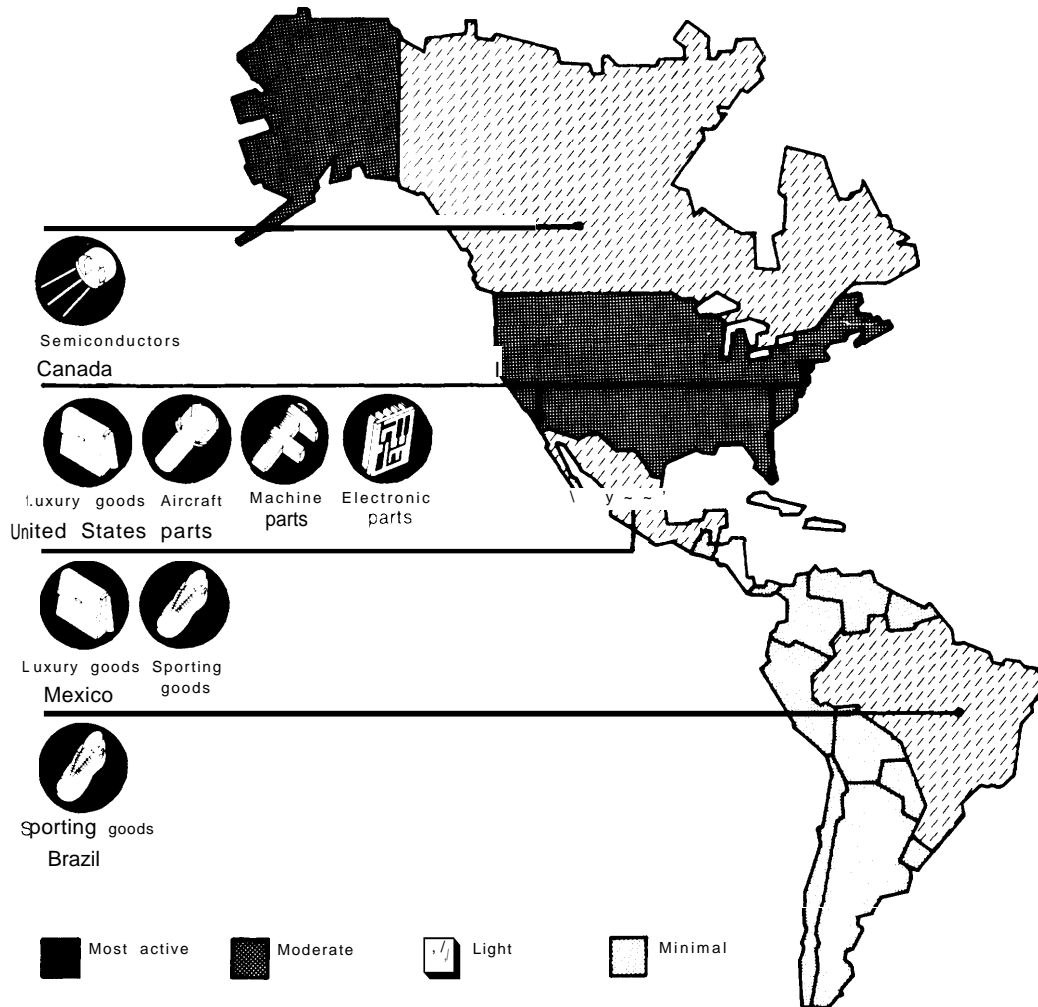 Semiconductors
Canada
Luxury goods Aircraft Machine Electronic
United States parts parts parts
Luxury goods Sporting
goods
Mexico
Sporting goods
Brazil
Most active Moderate Light Minimal